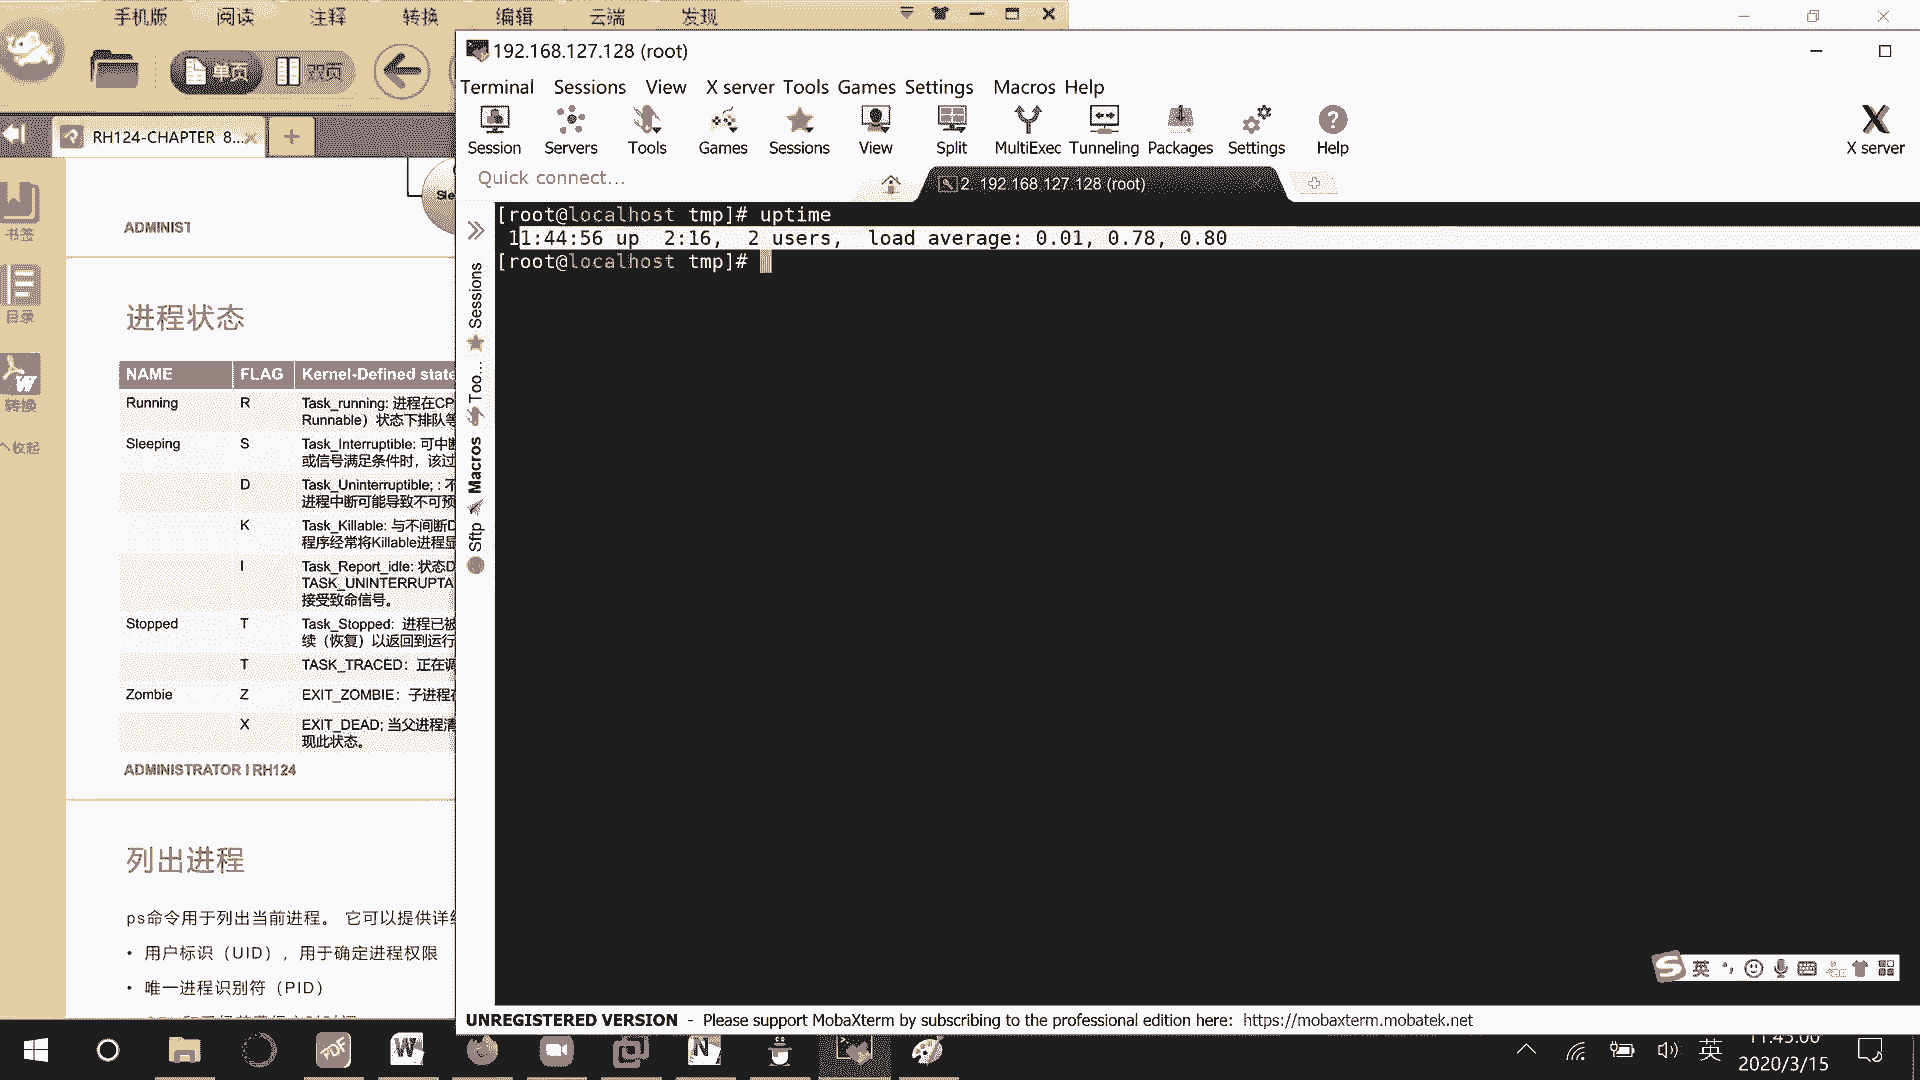 手机版 阅读 注释 转换 编辑 云端 发现
单页 双页
RH124-CHAPTER 8...
书签
目录
转换
收起
ADMINIST
进程状态
NAME FLAG Kernel-Defined state
Running R Task_running: 进程在CP
Runnable）状态下排队等
Sleeping S Task_Interruptible: 可中断
或信号满足条件时，该过
D Task_Uninterruptible; : 不
进程中断可能导致不可预
K Task_Killable: 与不间断D
程序经常将Killable进程显
I Task_Report_idle: 状态D
TASK_UNINTERRUPTA
接受致命信号。
Stopped T Task_Stopped: 进程已被
续（恢复）以返回到运行
T TASK_TRACED：正在调
Zombie Z EXIT_ZOMBIE：子进程在
X EXIT_DEAD; 当父进程清
现此状态。
ADMINISTRATOR I RH124
列出进程
ps命令用于列出当前进程。 它可以提供详细
• 用户标识（UID），用于确定进程权限
• 唯一进程识别符（PID）
Sle
192.168.127.128 (root)
Terminal Sessions View X server Tools Games Settings Macros Help
Session Servers Tools Games Sessions View Split MultiExec Tunneling Packages Settings Help X server
Quick connect...
2. 192.168.127.128 (root)
Sessions
Too...
Macros
Sftp
[root@localhost tmp]# uptime
11:44:56 up  2:16,  2 users,  load average: 0.01, 0.78, 0.80
[root@localhost tmp]#
英
UNREGISTERED VERSION - Please support MobaXterm by subscribing to the professional edition here: https://mobaxterm.mobatek.net
英
2020/3/15